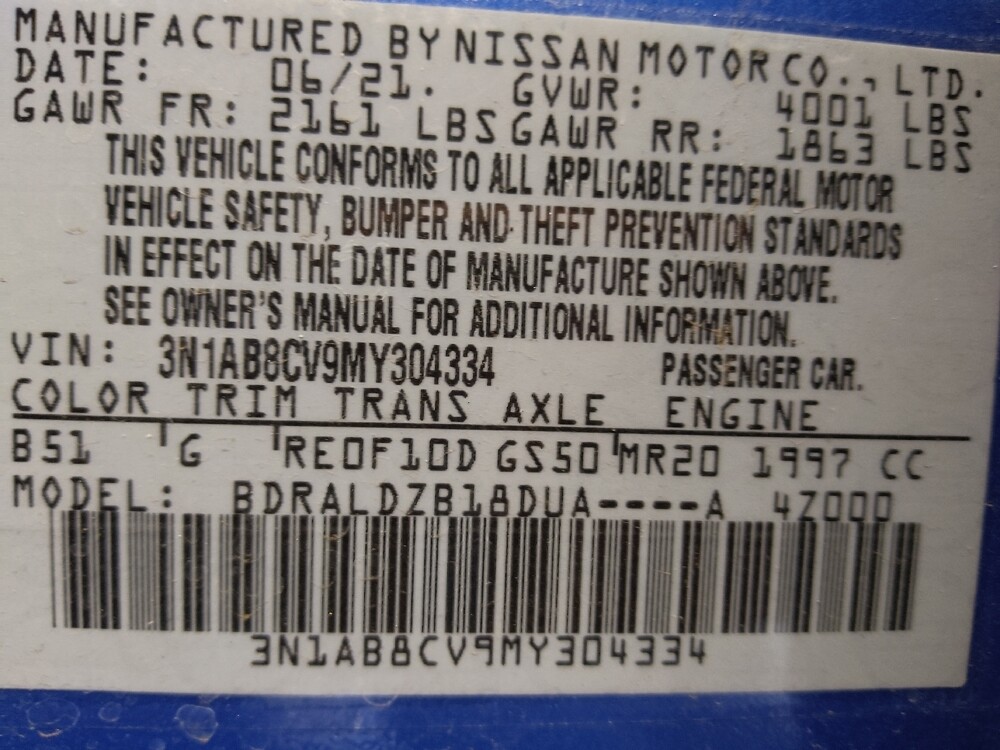 MANUFACTURED BY NISSAN MOTOR CO., LTD.
DATE: 06/21. GVWR: 4001 LBS
GAWR FR: 2161 LBS GAWR RR: 1863 LBS
THIS VEHICLE CONFORMS TO ALL APPLICABLE FEDERAL MOTOR
VEHICLE SAFETY, BUMPER AND THEFT PREVENTION STANDARDS
IN EFFECT ON THE DATE OF MANUFACTURE SHOWN ABOVE.
SEE OWNER'S MANUAL FOR ADDITIONAL INFORMATION.
VIN: 3N1AB8CV9MY304334 PASSENGER CAR.
COLOR TRIM TRANS AXLE ENGINE
B51 G RE0F10D GS50 MR20 1997 CC
MODEL: BDRALDZB18DUA----A 4Z000
3N1AB8CV9MY304334